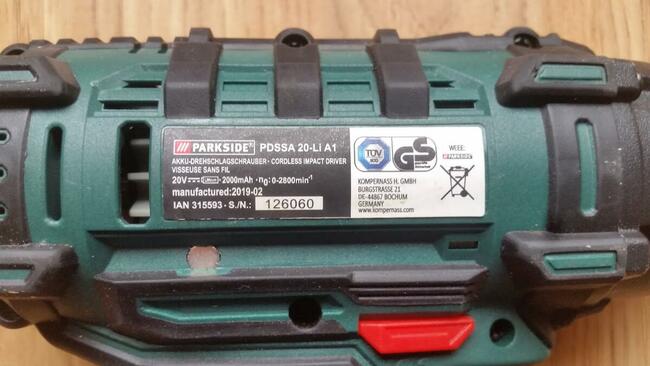 /// PARKSIDE® PDSSA 20-Li A1
AKKU-DREHSCHLAGSCHRAUBER • CORDLESS IMPACT DRIVER
VISSEUSE SANS FIL
20V 2000mAh • n₀: 0-2800min⁻¹
manufactured:2019-02
IAN 315593 • S./N.: 126060
TÜV
SÜD
GS
KOMPERNASS H. GMBH
BURGSTRASSE 21
DE-44867 BOCHUM
GERMANY
www.kompernass.com
WEEE:
/// PARKSIDE